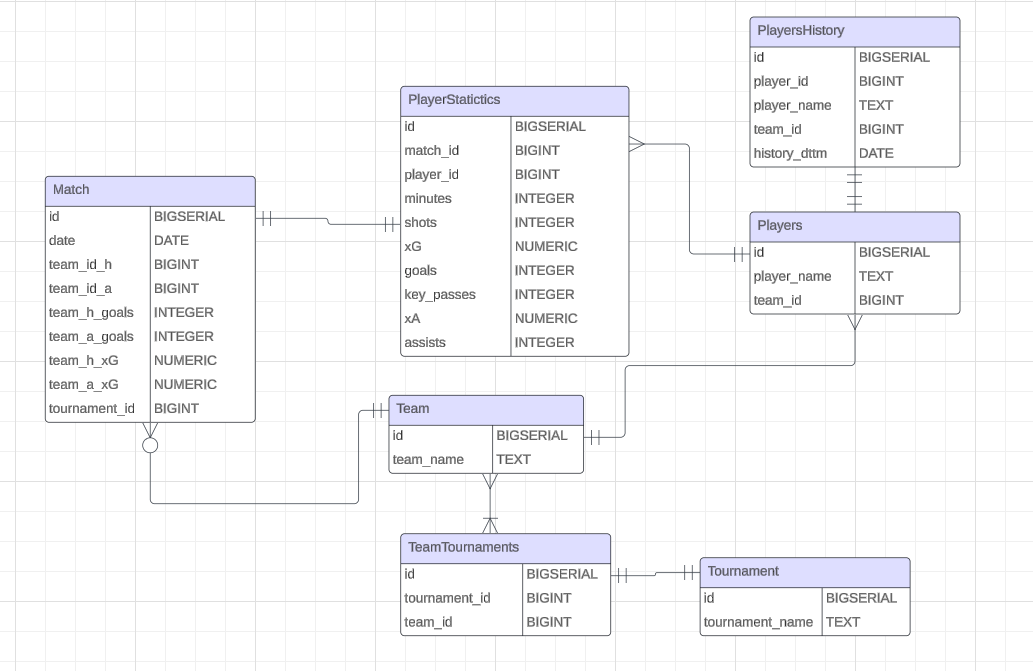 PlayersHistory
id BIGSERIAL
player_id BIGINT
player_name TEXT
team_id BIGINT
history_dttm DATE
PlayerStatictics
id BIGSERIAL
match_id BIGINT
player_id BIGINT
minutes INTEGER
shots INTEGER
xG NUMERIC
goals INTEGER
key_passes INTEGER
xA NUMERIC
assists INTEGER
Match
id BIGSERIAL
date DATE
team_id_h BIGINT
team_id_a BIGINT
team_h_goals INTEGER
team_a_goals INTEGER
team_h_xG NUMERIC
team_a_xG NUMERIC
tournament_id BIGINT
Players
id BIGSERIAL
player_name TEXT
team_id BIGINT
Team
id BIGSERIAL
team_name TEXT
TeamTournaments
id BIGSERIAL
tournament_id BIGINT
team_id BIGINT
Tournament
id BIGSERIAL
tournament_name TEXT